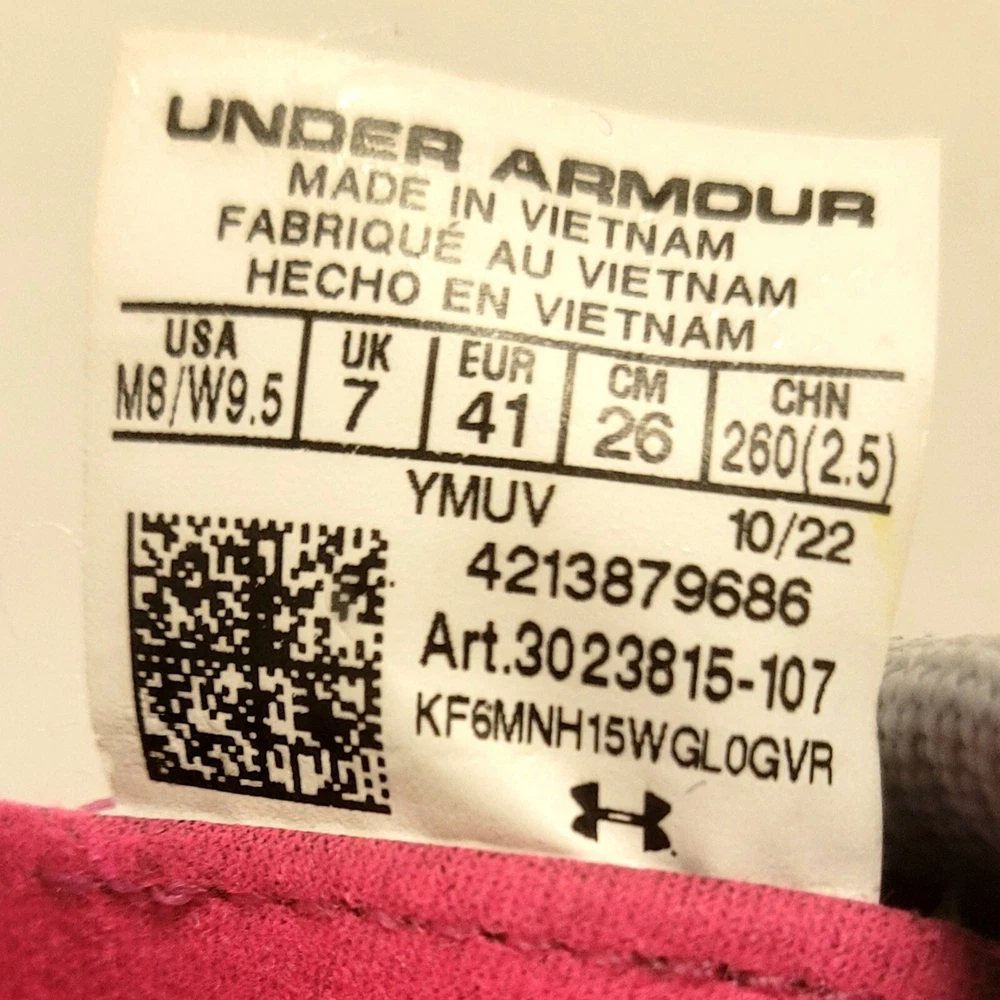 UNDER ARMOUR
MADE IN VIETNAM
FABRIQUÉ AU VIETNAM
HECHO EN VIETNAM
USA UK EUR CM CHN
M8/W9.5 7 41 26 260(2.5)
YMUV 10/22
4213879686
Art.3023815-107
KF6MNH15WGL0GVR